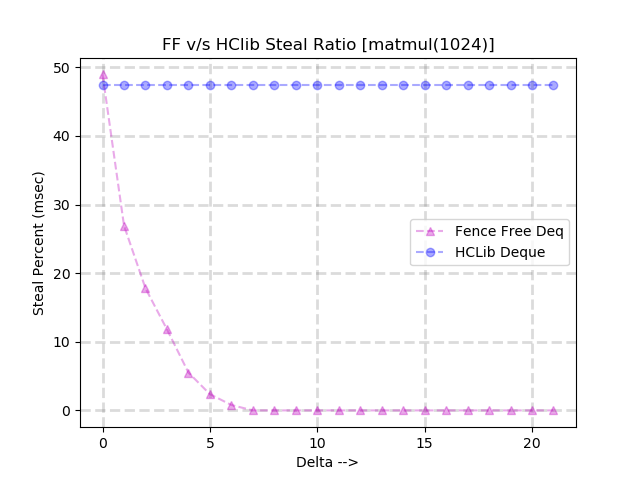 FF v/s HClib Steal Ratio [matmul(1024)]
50
40
30
20
10
0
Steal Percent (msec)
Fence Free Deq
HCLib Deque
0 5 10 15 20
Delta -->